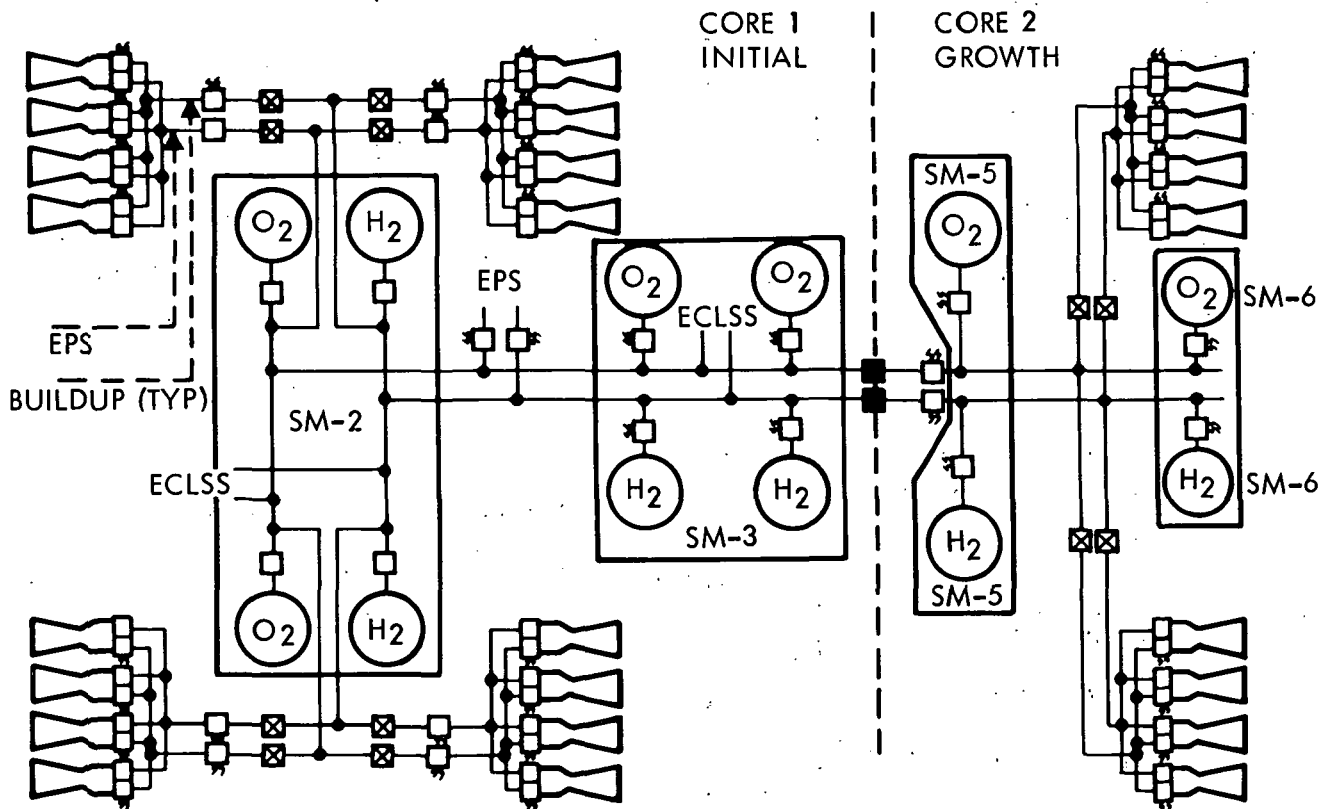 CORE 1
INITIAL
CORE 2
GROWTH
SM-5
O2
H2
O2
EPS
O2
O2
O2
SM-6
ECLSS
EPS
BUILDUP (TYP)
SM-2
ECLSS
H2
H2
H2
SM-6
SM-3
H2
SM-5
O2
H2